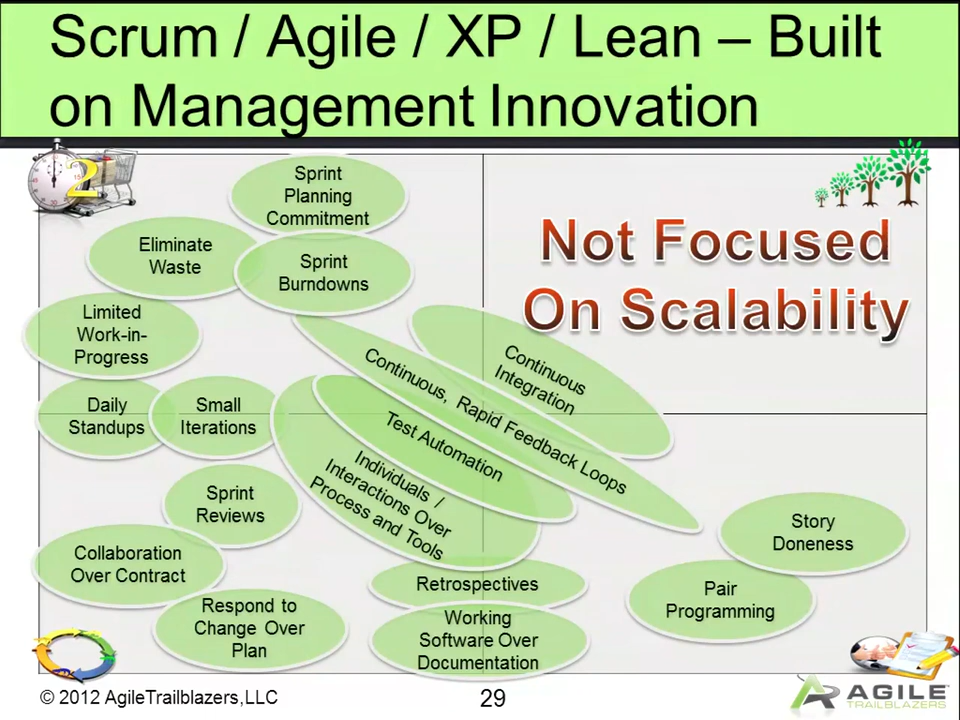 Scrum / Agile / XP / Lean – Built
on Management Innovation
2
Sprint
Planning
Commitment
Eliminate
Waste
Sprint
Burndowns
Not Focused
On Scalability
Limited
Work-in-
Progress
Continuous
Integration
Continuous, Rapid Feedback Loops
Daily
Standups
Small
Iterations
Test Automation
Individuals /
Interactions Over
Process and Tools
Sprint
Reviews
Story
Doneness
Collaboration
Over Contract
Retrospectives
Pair
Programming
Respond to
Change Over
Plan
Working
Software Over
Documentation
© 2012 AgileTrailblazers,LLC
29
AGILE
TRAILBLAZERS